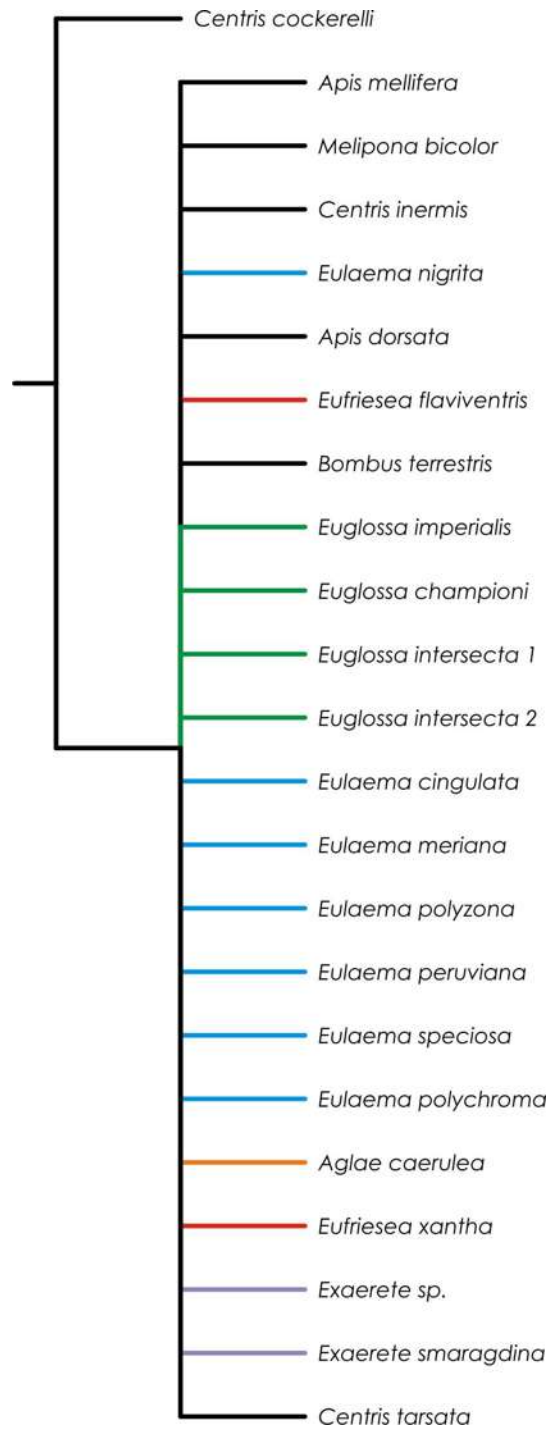 Centris cockerelli
Apis mellifera
Melipona bicolor
Centris inermis
Eulaema nigrita
Apis dorsata
Eufriesea flaviventris
Bombus terrestris
Euglossa imperialis
Euglossa championi
Euglossa intersecta 1
Euglossa intersecta 2
Eulaema cingulata
Eulaema meriana
Eulaema polyzona
Eulaema peruviana
Eulaema speciosa
Eulaema polychroma
Aglae caerulea
Eufriesea xantha
Exaerete sp.
Exaerete smaragdina
Centris tarsata